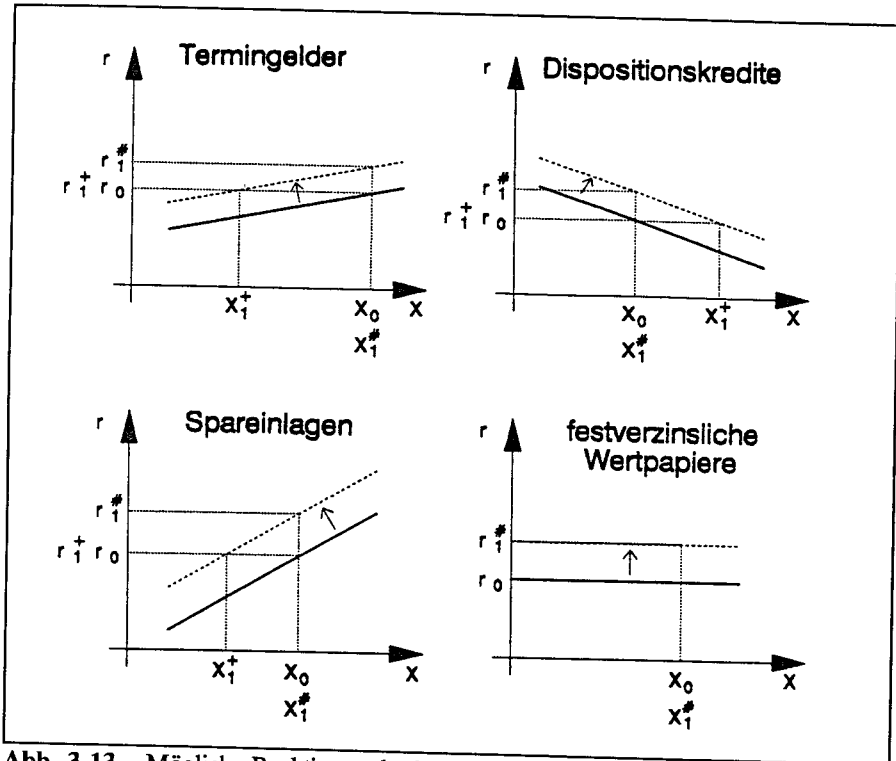 Termingelder
r
r₁#
r₁⁺ r₀
x₁⁺
x₀
x
x₁#
Dispositionskredite
r
r₁#
r₁⁺ r₀
x₀
x₁⁺
x
x₁#
Spareinlagen
r
r₁#
r₁⁺ r₀
x₁⁺
x₀
x
x₁#
festverzinsliche
Wertpapiere
r
r₁#
r₀
x₀
x
x₁#
Abb. 3.13